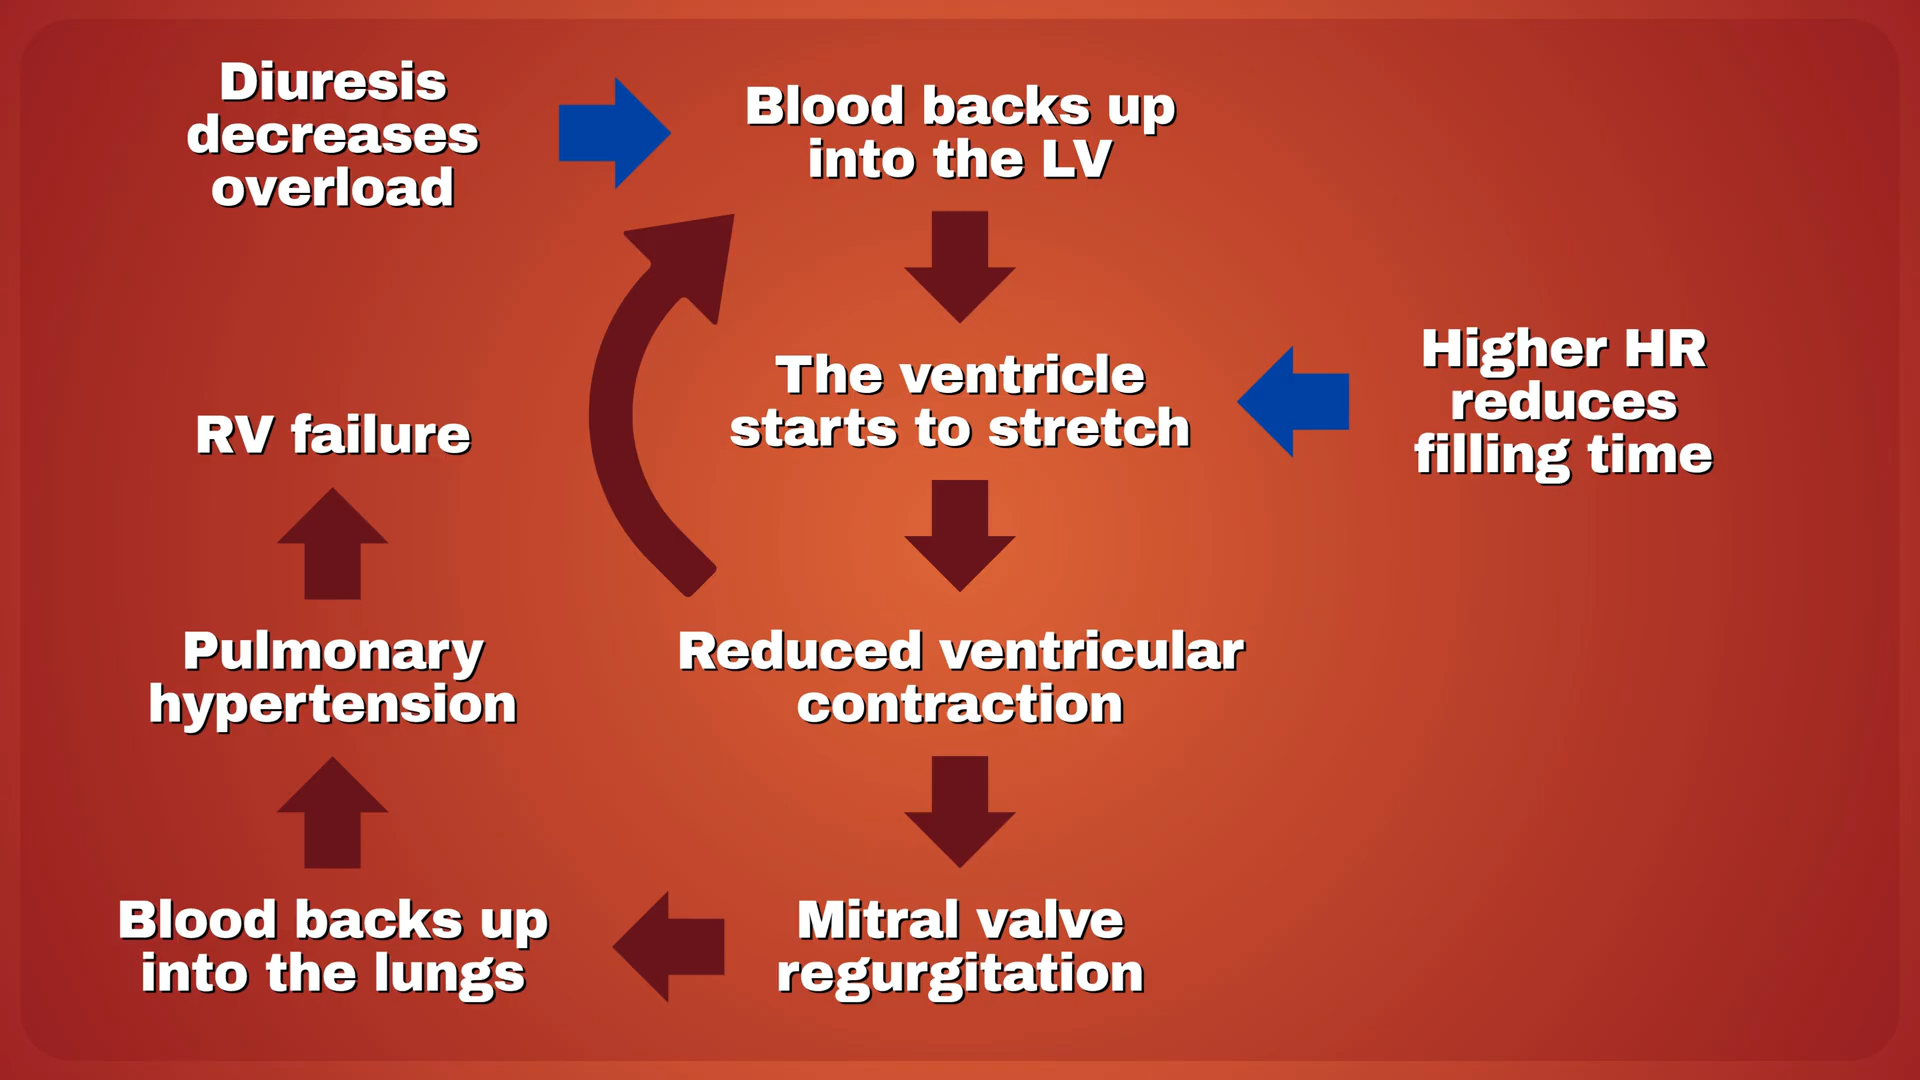 Diuresis
decreases
overload
Blood backs up
into the LV
The ventricle
starts to stretch
Higher HR
reduces
filling time
RV failure
Pulmonary
hypertension
Reduced ventricular
contraction
Blood backs up
into the lungs
Mitral valve
regurgitation